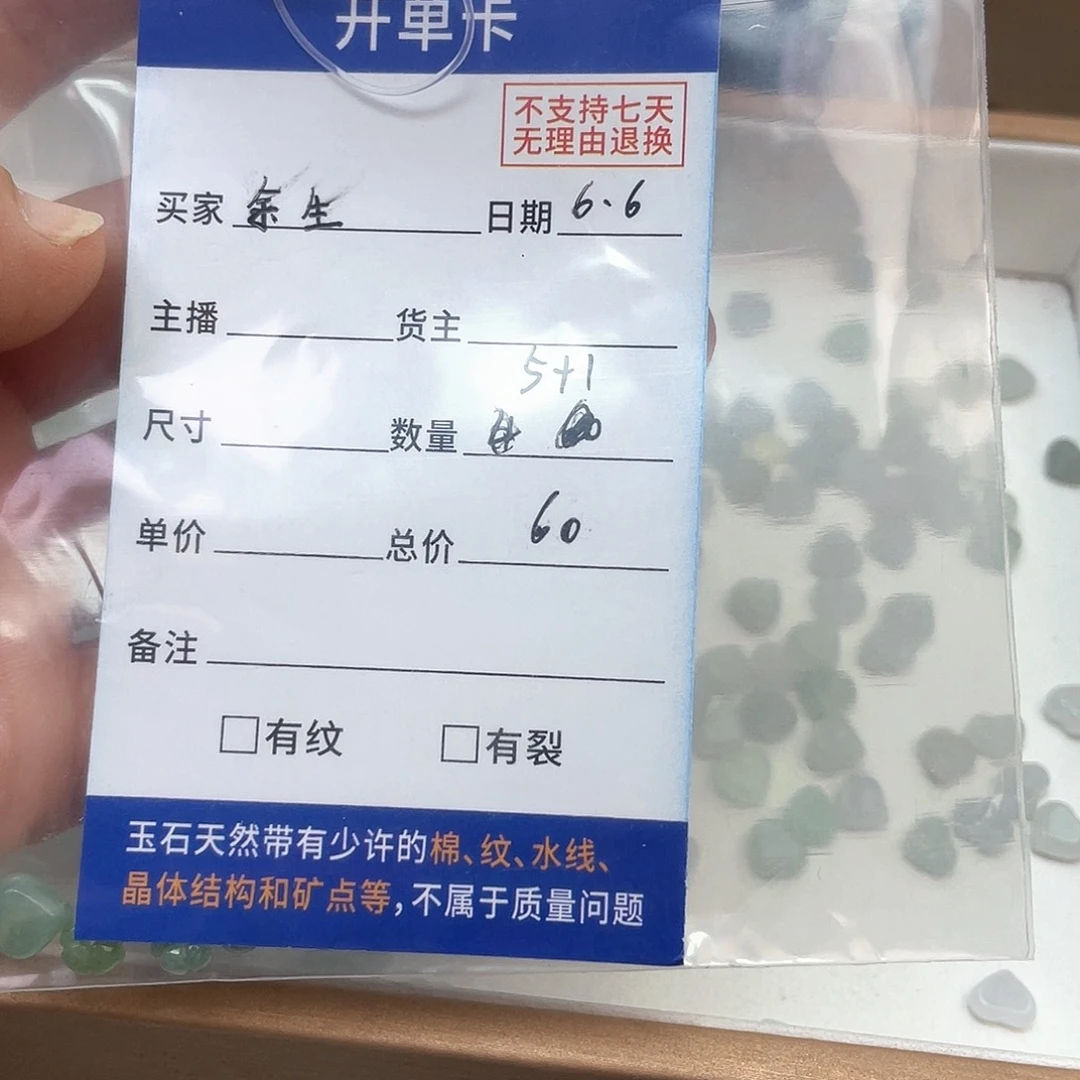 开单卡
不支持七天
无理由退换
买家 余生 日期 6.6
主播 货主
5+1
尺寸 数量
单价 总价 60
备注
有纹 有裂
玉石天然带有少许的棉、纹、水线、
晶体结构和矿点等,不属于质量问题